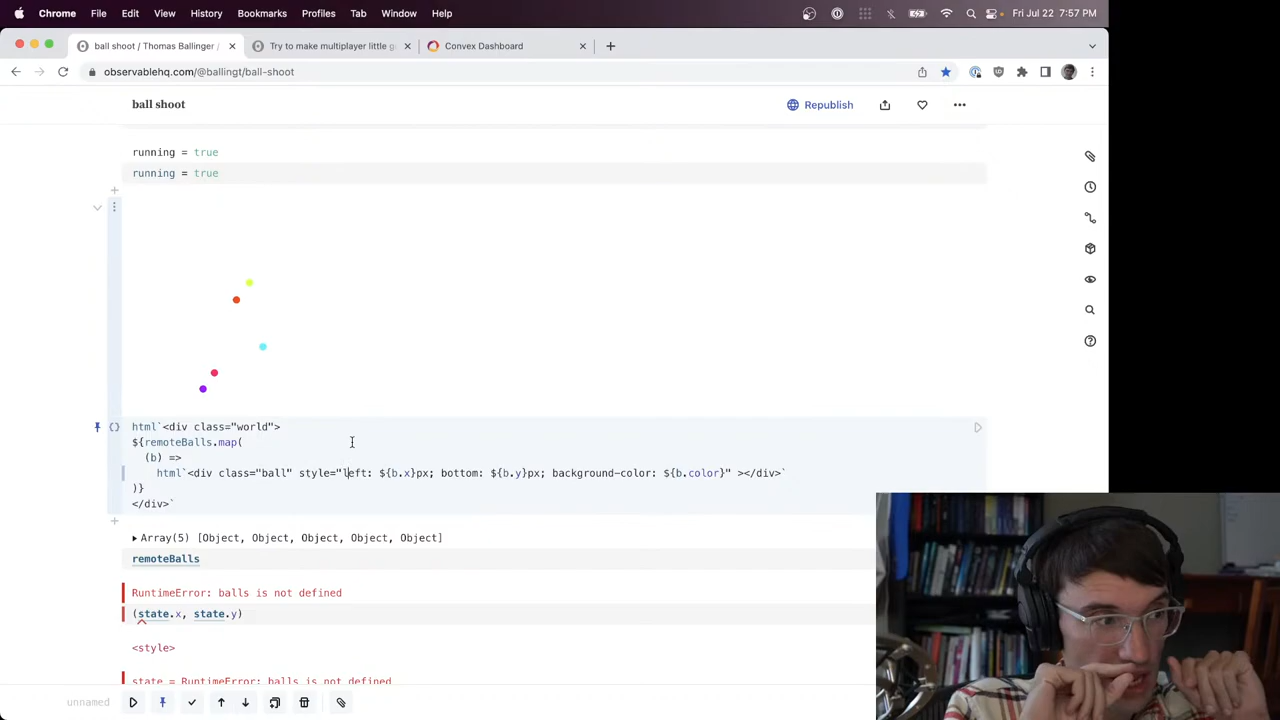 Chrome File Edit View History Bookmarks Profiles Tab Window Help Fri Jul 22 7:57 PM
ball shoot / Thomas Ballinger / Try to make multiplayer little g Convex Dashboard
observablehq.com/@ballingt/ball-shoot
ball shoot Republish
running = true
running = true
html`<div class="world">
${remoteBalls.map(
(b) =>
html`<div class="ball" style="left: ${b.x}px; bottom: ${b.y}px; background-color: ${b.color}" ></div>`
)}
</div>`
Array(5) [Object, Object, Object, Object, Object]
remoteBalls
RuntimeError: balls is not defined
(state.x, state.y)
<style>
state = RuntimeError: balls is not defined
unnamed